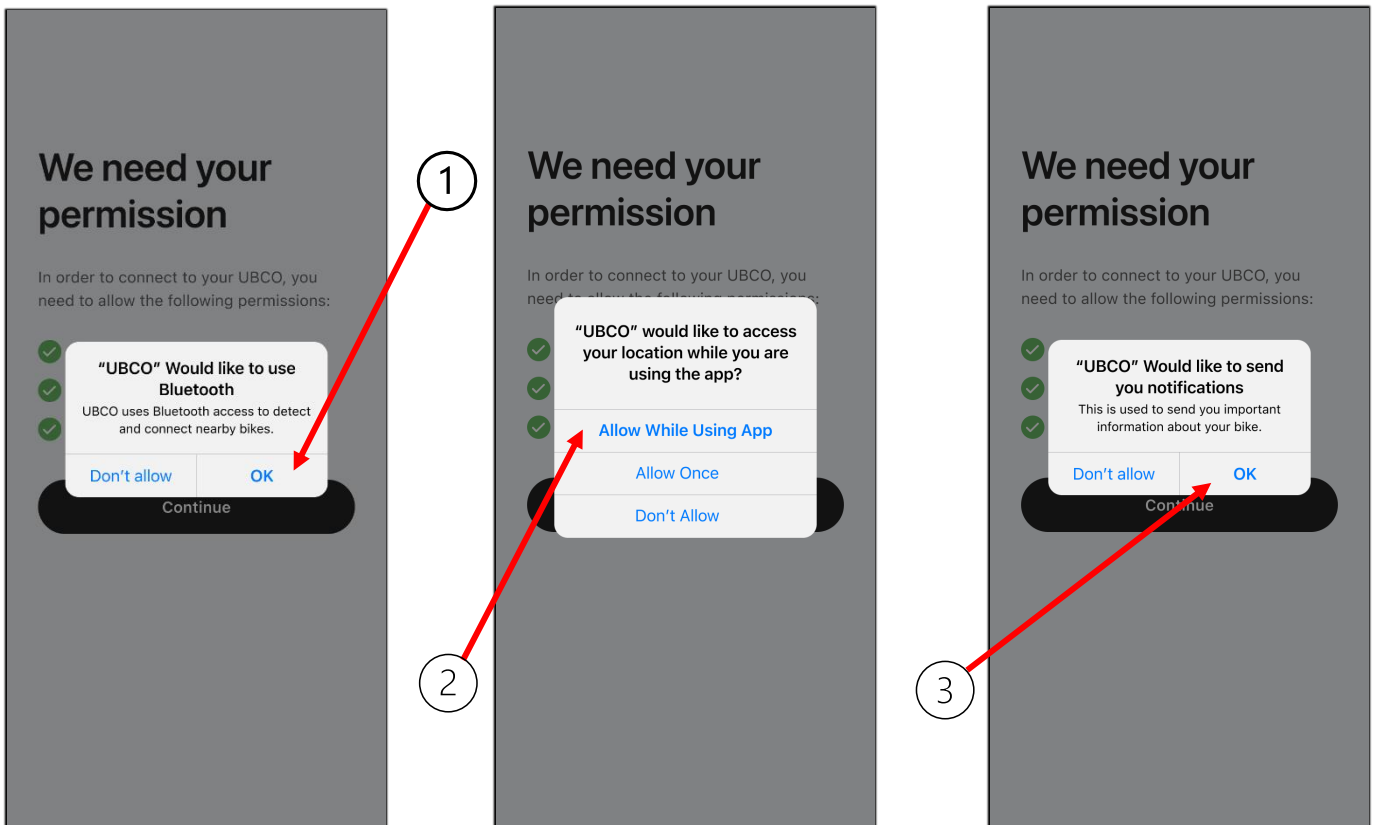 We need your
permission
In order to connect to your UBCO, you
need to allow the following permissions:
“UBCO” Would like to use
Bluetooth
UBCO uses Bluetooth access to detect
and connect nearby bikes.
Don’t allow
OK
Continue
1
We need your
permission
In order to connect to your UBCO, you
need to allow the following permissions:
“UBCO” would like to access
your location while you are
using the app?
Allow While Using App
Allow Once
Don’t Allow
2
We need your
permission
In order to connect to your UBCO, you
need to allow the following permissions:
“UBCO” Would like to send
you notifications
This is used to send you important
information about your bike.
Don’t allow
OK
Continue
3